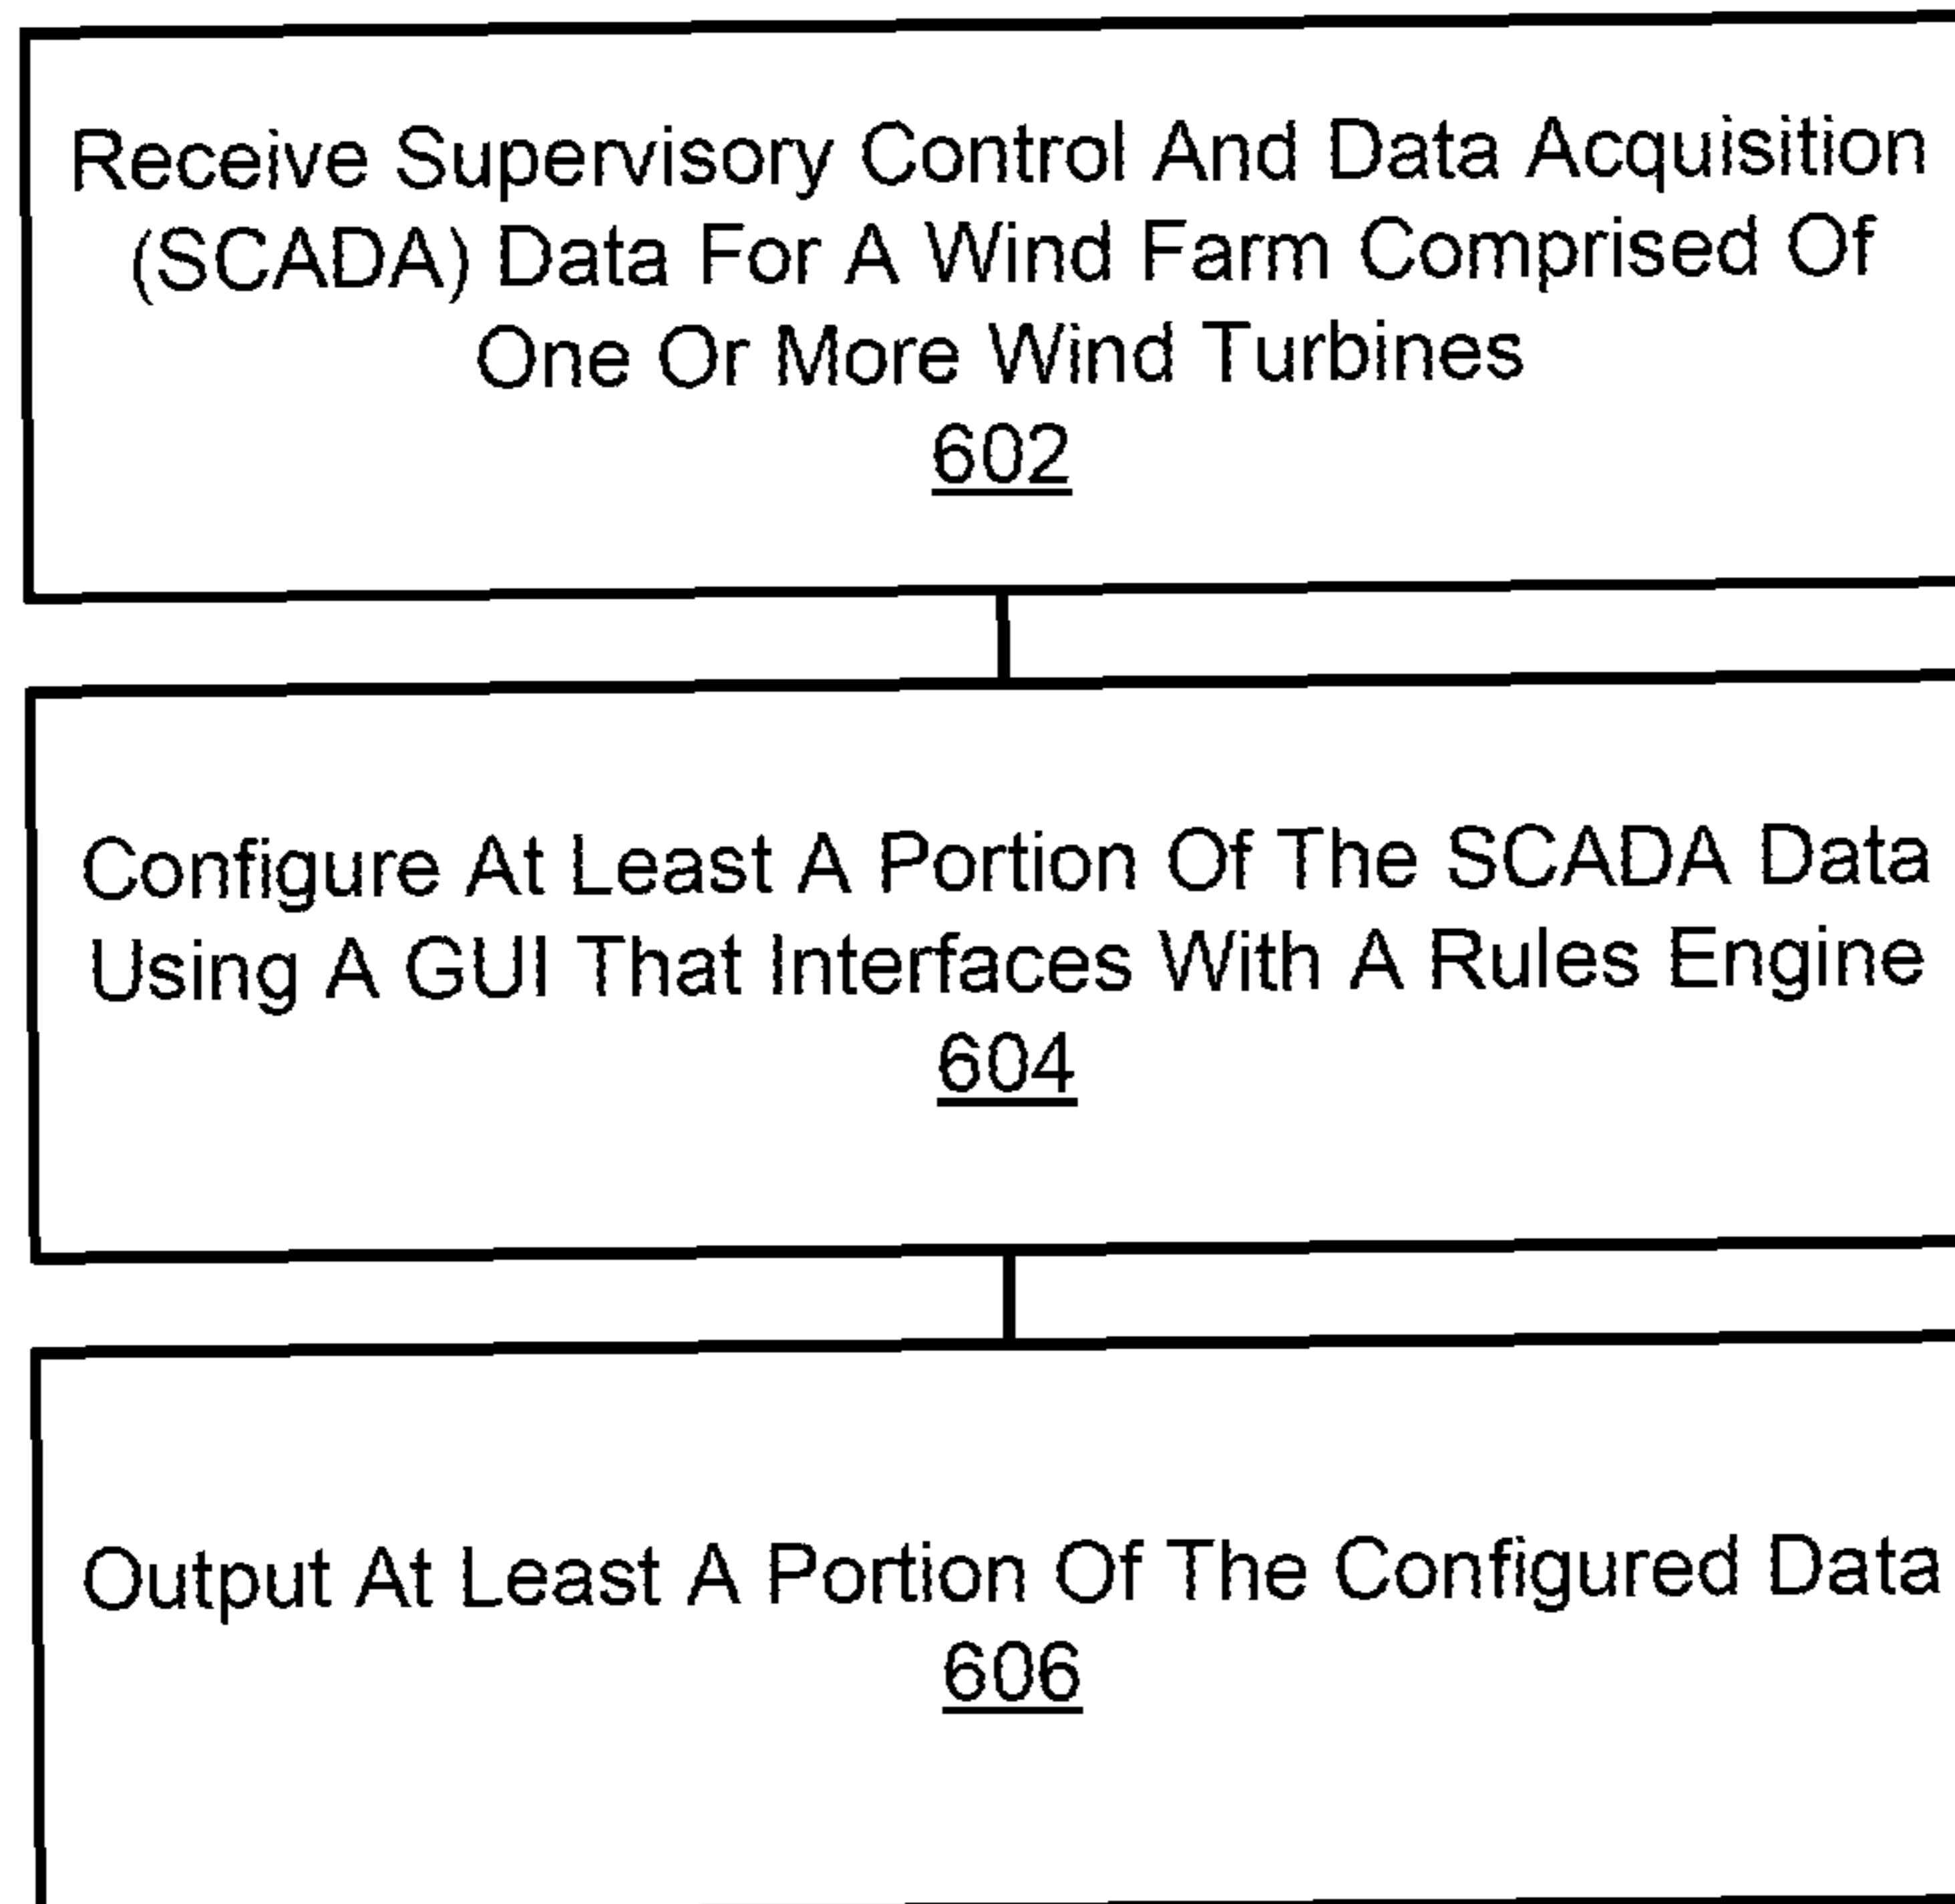 Receive Supervisory Control And Data Acquisition
(SCADA) Data For A Wind Farm Comprised Of
One Or More Wind Turbines
602
Configure At Least A Portion Of The SCADA Data
Using A GUI That Interfaces With A Rules Engine
604
Output At Least A Portion Of The Configured Data
606